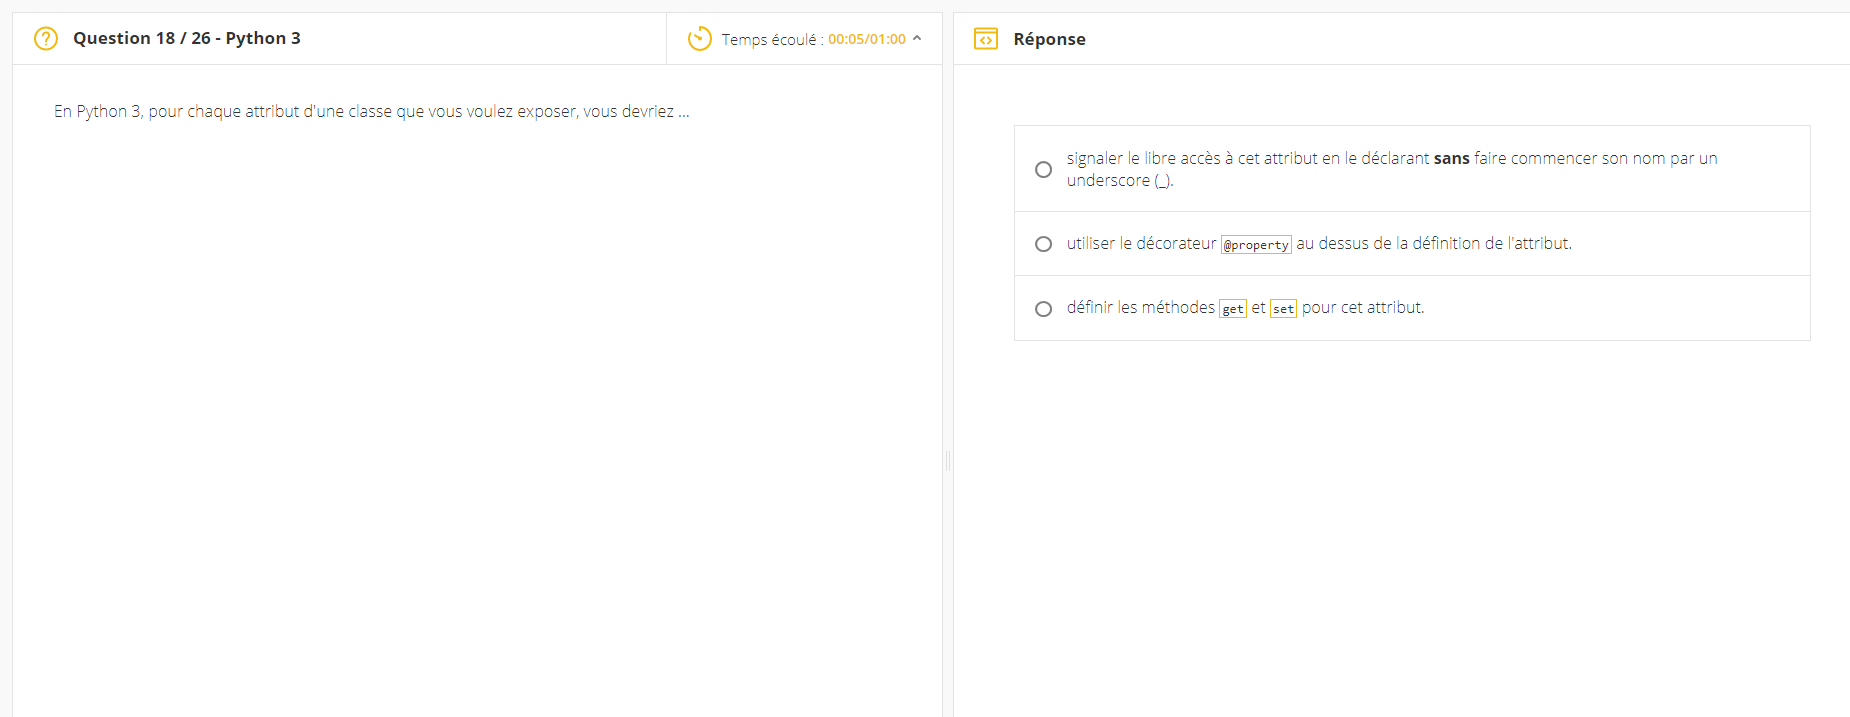 Question 18 / 26 - Python 3
Temps écoulé : 00:05/01:00
En Python 3, pour chaque attribut d'une classe que vous voulez exposer, vous devriez ...
Réponse
signaler le libre accès à cet attribut en le déclarant sans faire commencer son nom par un
underscore (_).
utiliser le décorateur @property au dessus de la définition de l'attribut.
définir les méthodes get et set pour cet attribut.